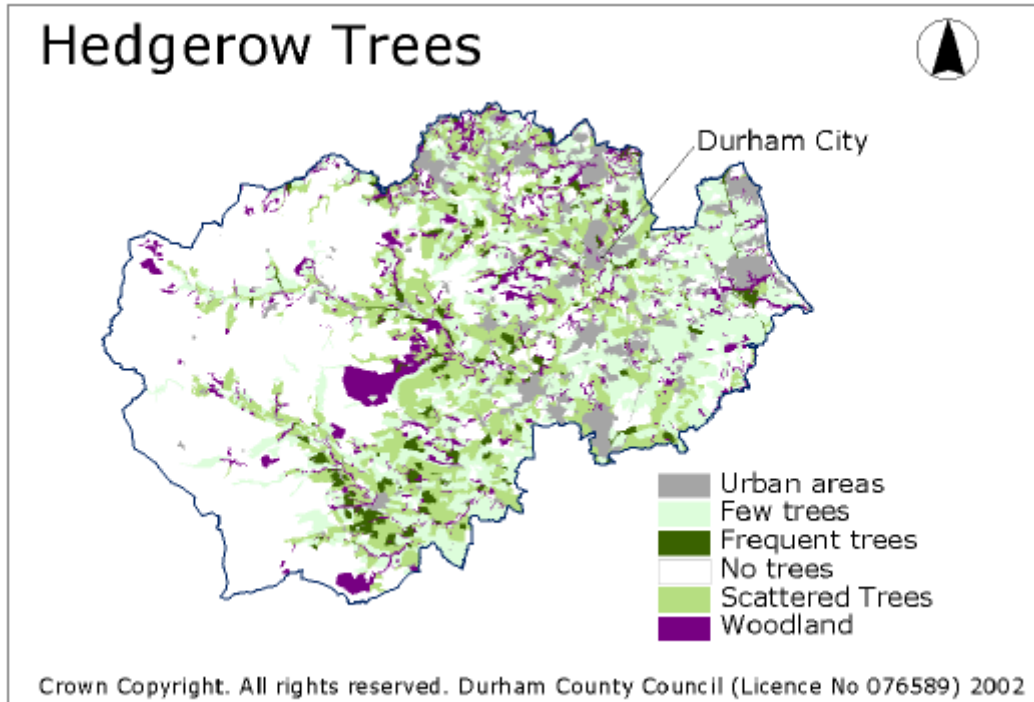 Hedgerow Trees
Durham City
Urban areas
Few trees
Frequent trees
No trees
Scattered Trees
Woodland
Crown Copyright. All rights reserved. Durham County Council (Licence No 076589) 2002